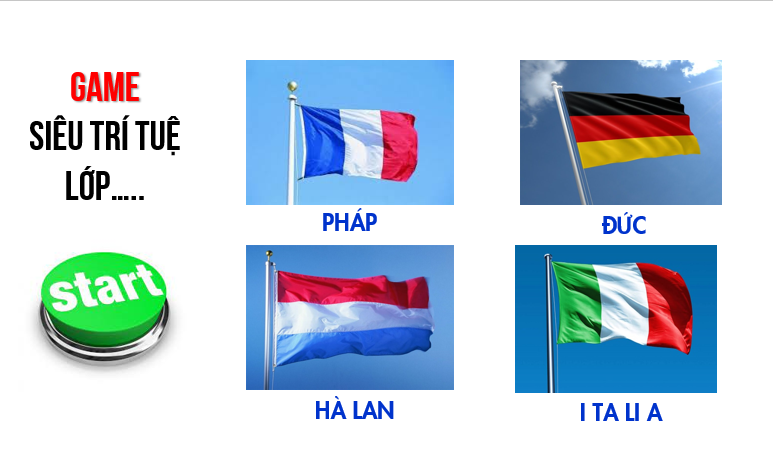 GAME
SIÊU TRÍ TUỆ
LỚP.....
start
PHÁP
ĐỨC
HÀ LAN
I TA LI A